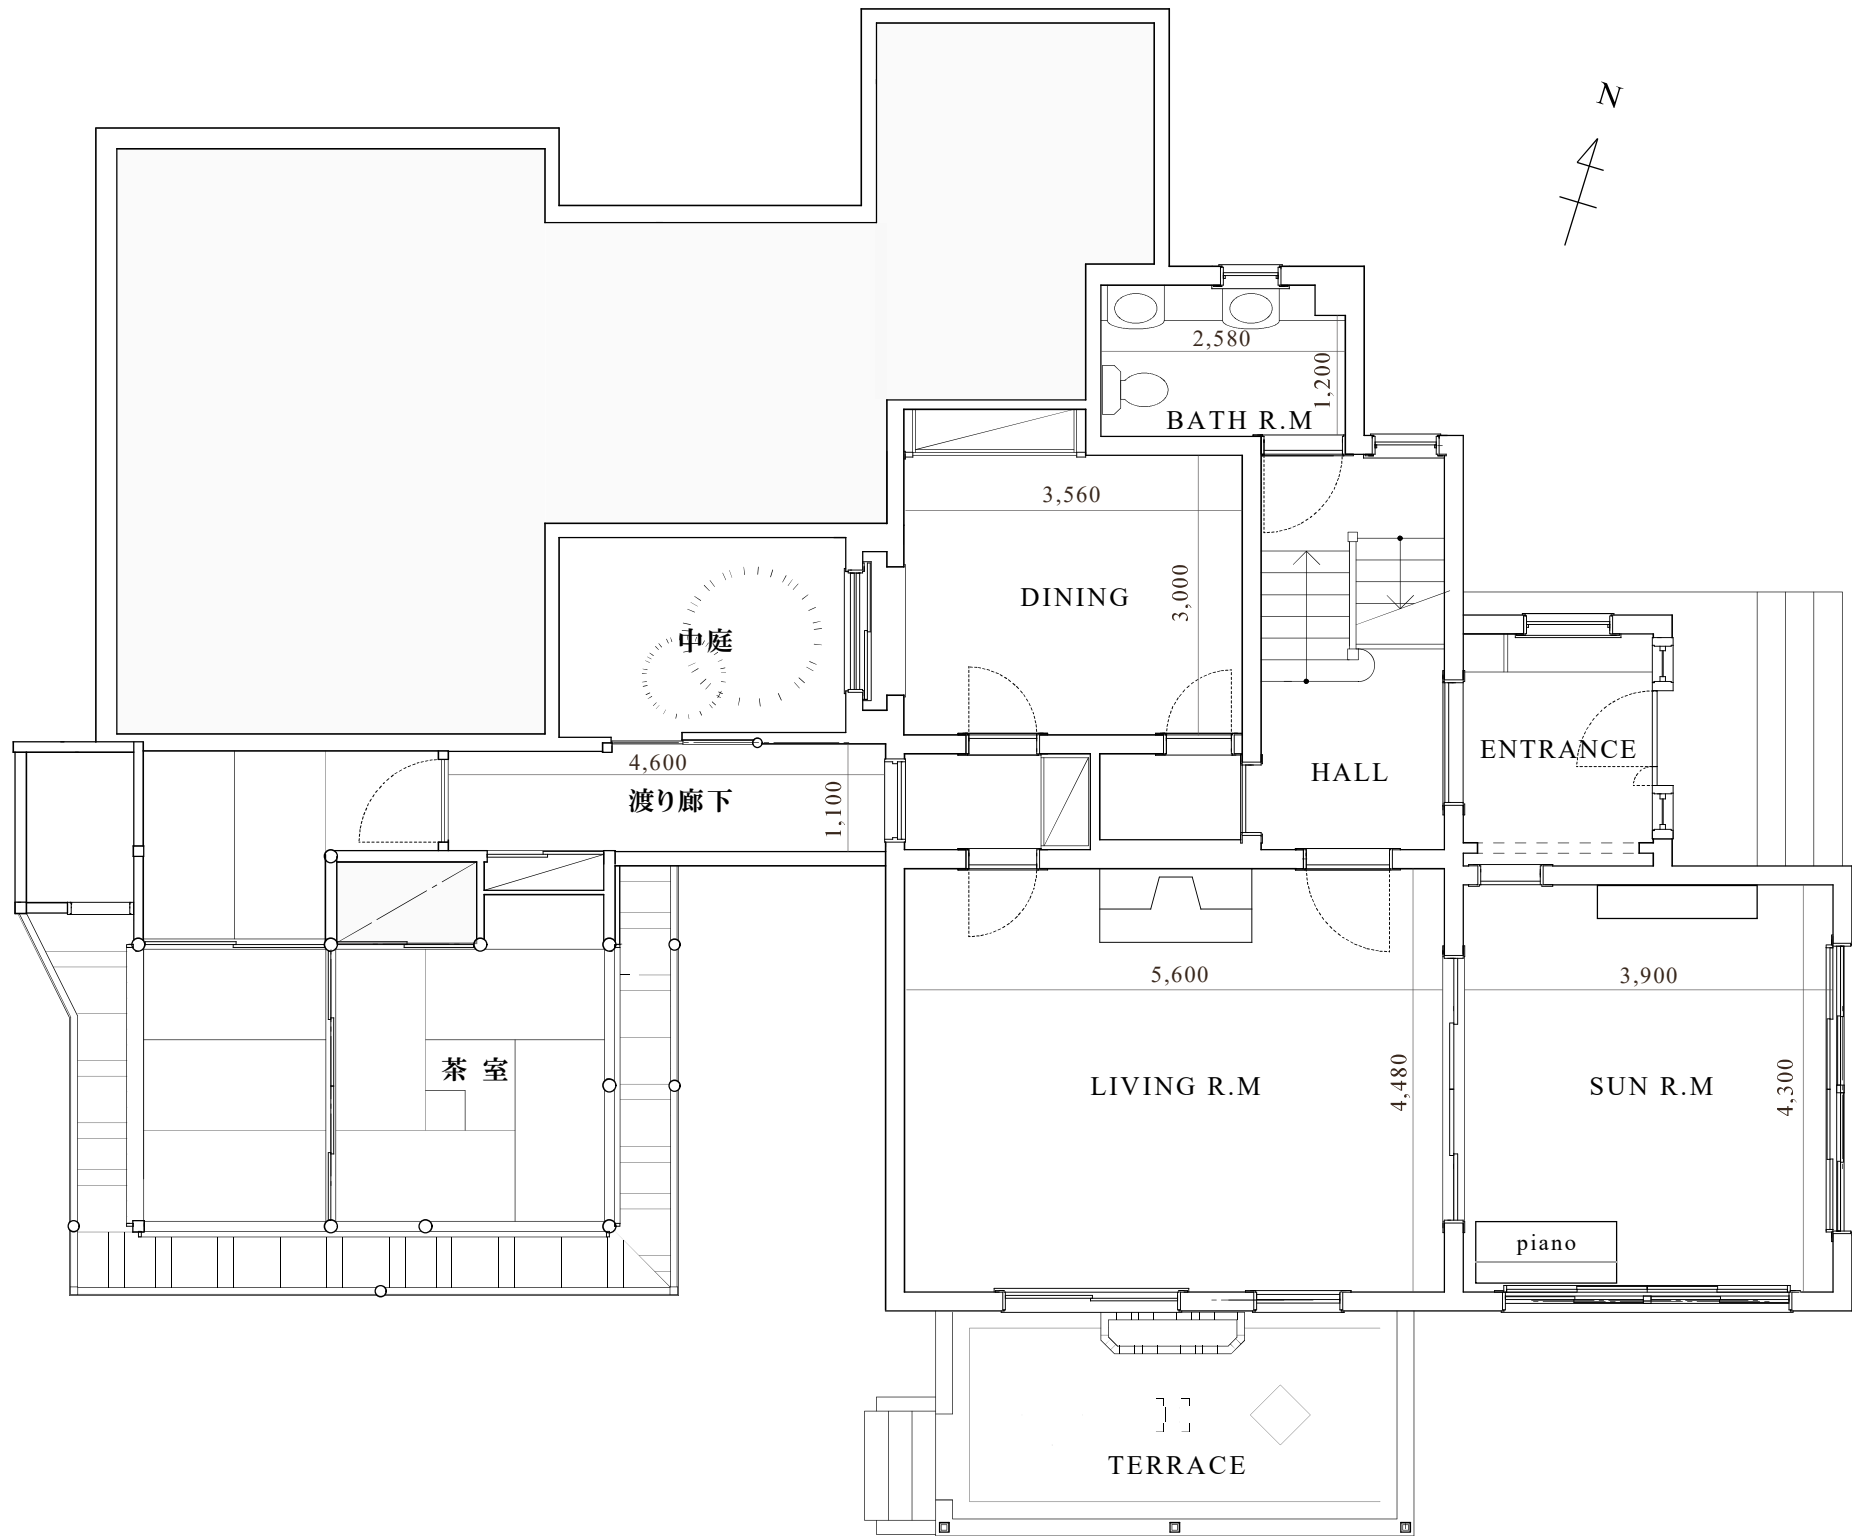 N
2,580
1,200
BATH R.M
3,560
DINING
3,000
中庭
4,600
渡り廊下
1,100
HALL
ENTRANCE
5,600
3,900
茶 室
LIVING R.M
4,480
SUN R.M
4,300
piano
TERRACE